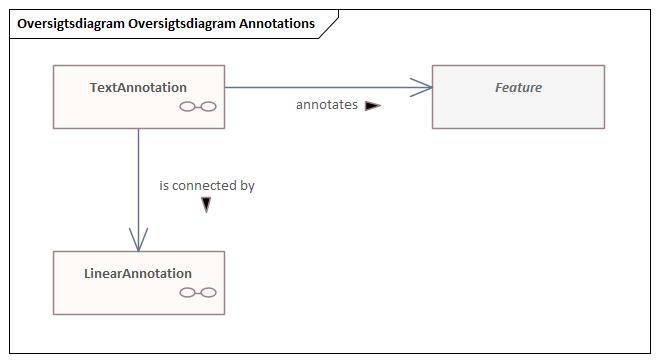 Oversigtsdiagram Oversigtsdiagram Annotations
TextAnnotation
Feature
annotates
is connected by
LinearAnnotation